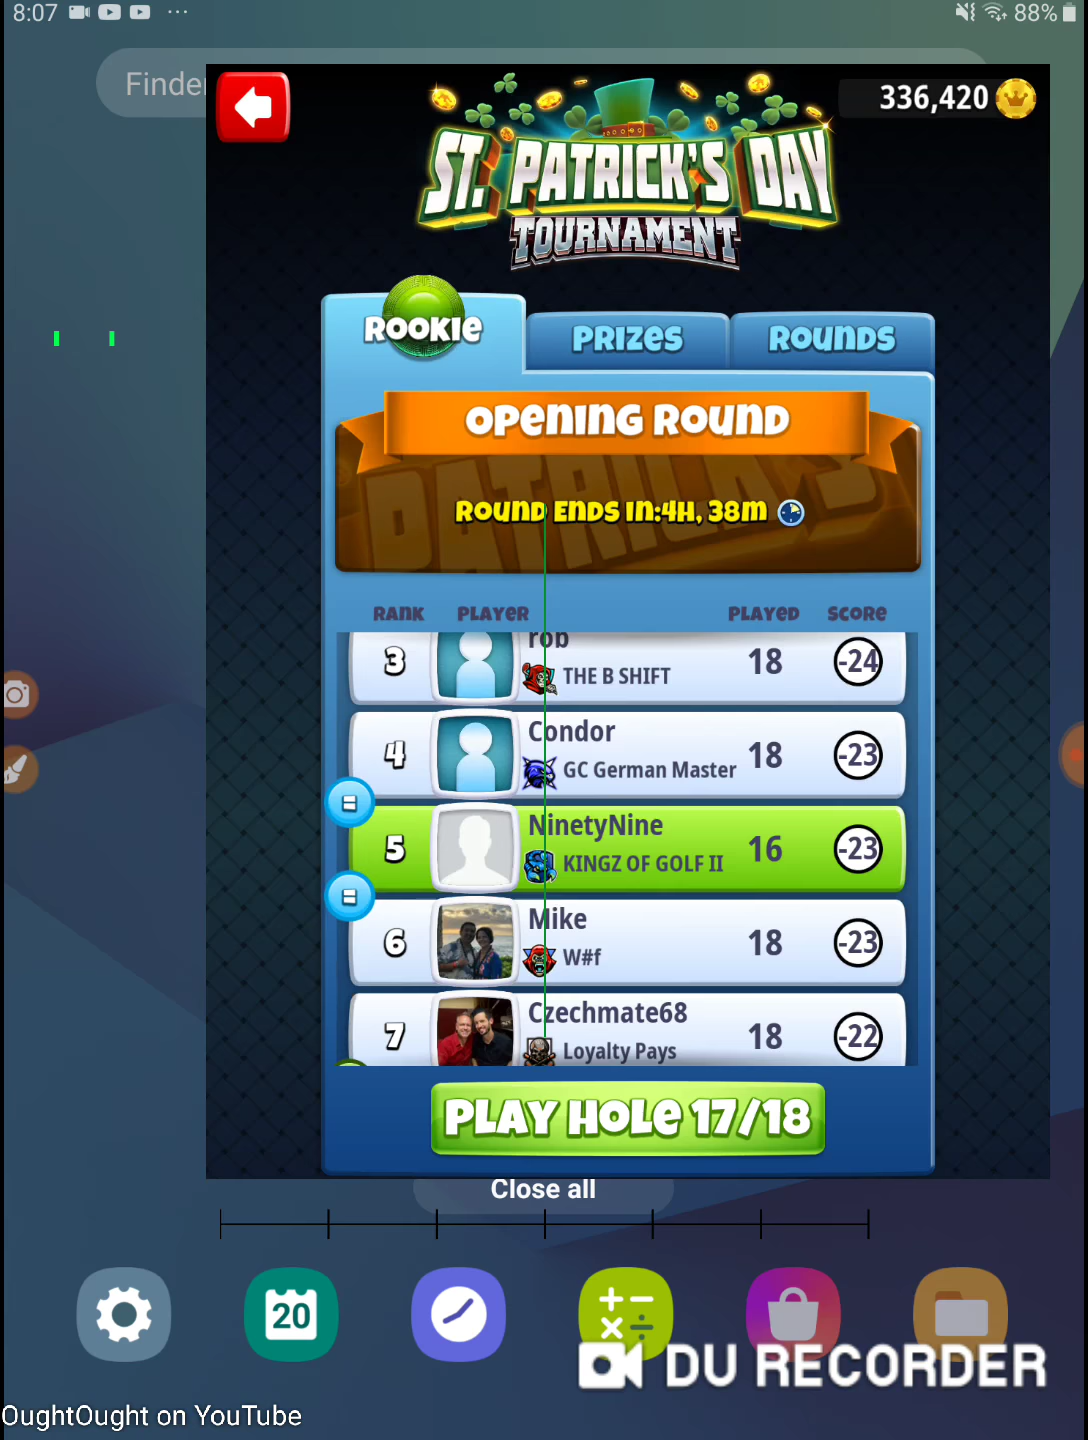 8:07
88%
Finder
336,420
ST. PATRICK'S DAY
TOURNAMENT
ROOKIE
PRIZES
ROUNDS
OPENING ROUND
ROUND ENDS IN:4H, 38M
RANK PLAYER PLAYED SCORE
3 rob 18 -24
THE B SHIFT
4 Condor 18 -23
GC German Master
5 NinetyNine 16 -23
KINGZ OF GOLF II
6 Mike 18 -23
W#f
7 Czechmate68 18 -22
Loyalty Pays
PLAY HOLE 17/18
Close all
20
DU RECORDER
OughtOught on YouTube